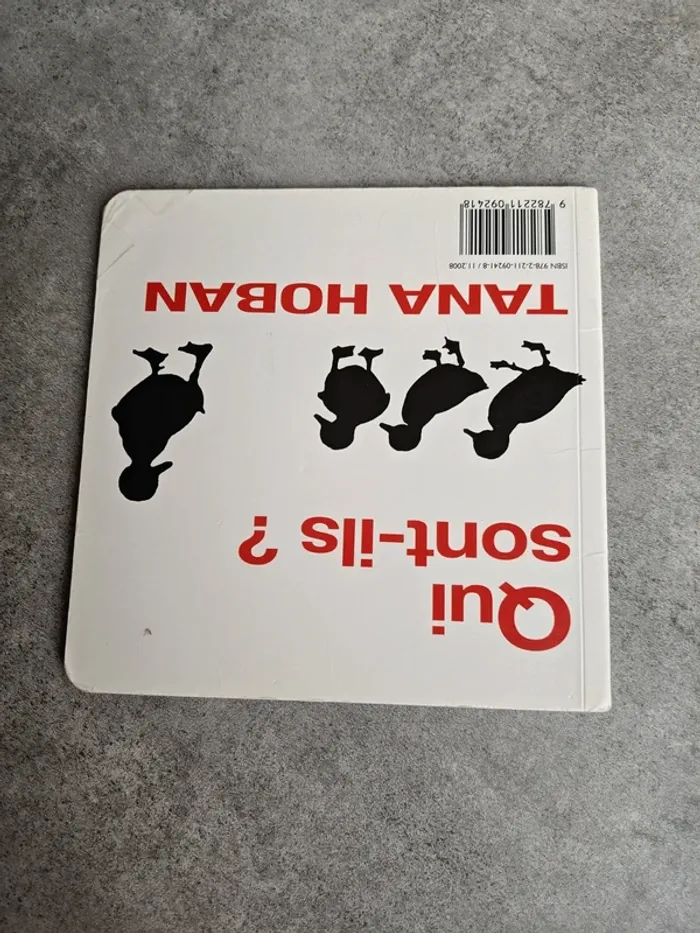 Qui
sont-ils ?
TANA HOBAN
ISBN 978-2-211-09241-8 / 11.2008
9 782211 092418